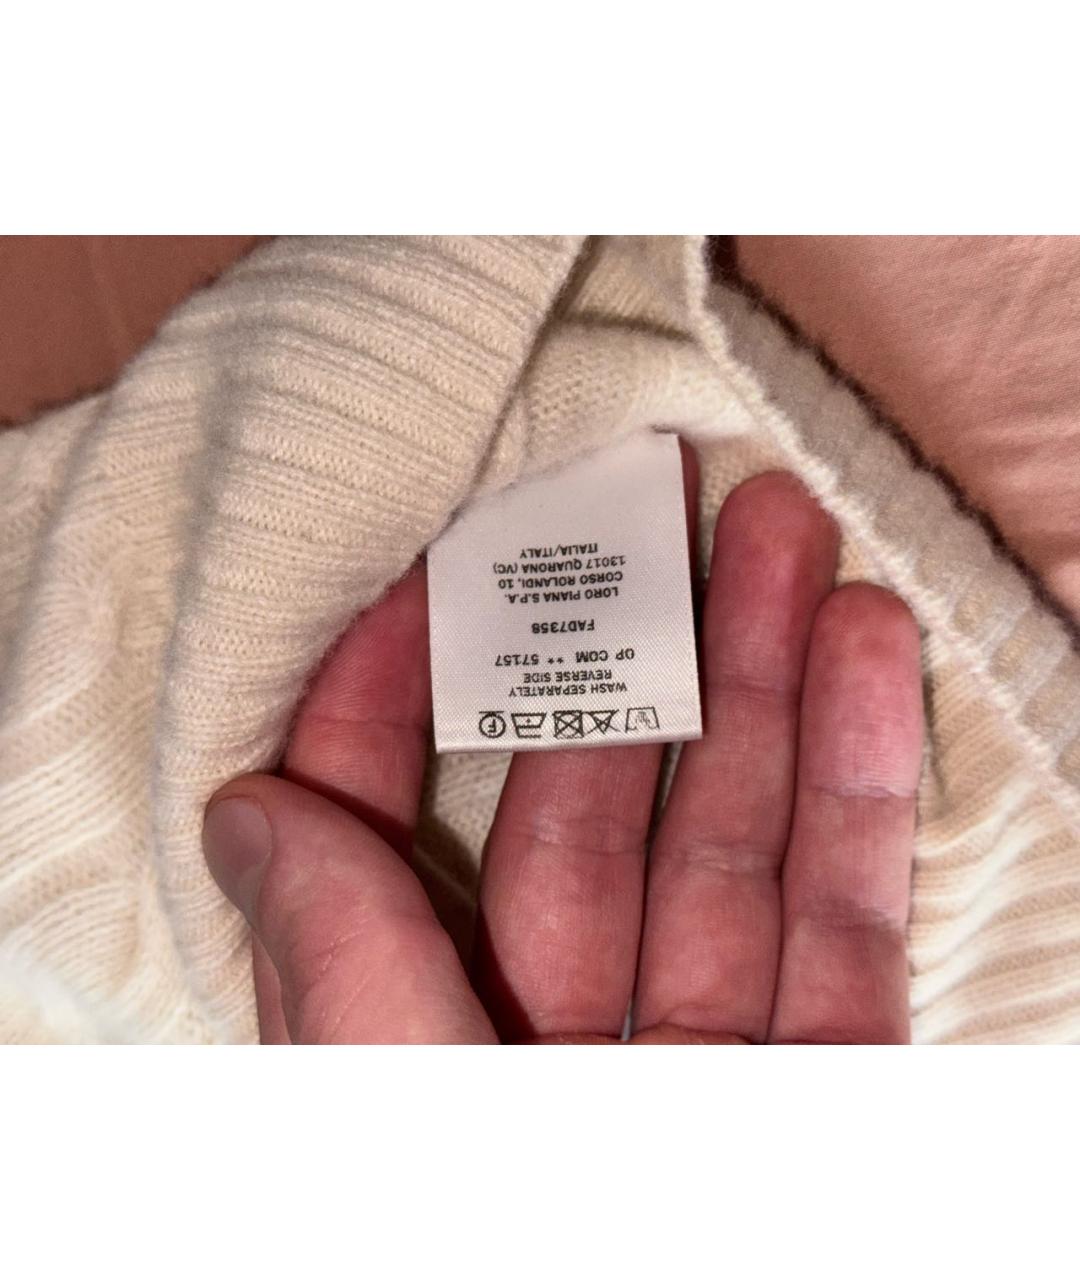 WASH SEPARATELY
REVERSE SIDE
OP COM ** 57157
FAD7358
LORO PIANA S.P.A.
CORSO ROLANDI, 10
13017 QUARONA (VC)
ITALIA/ITALY